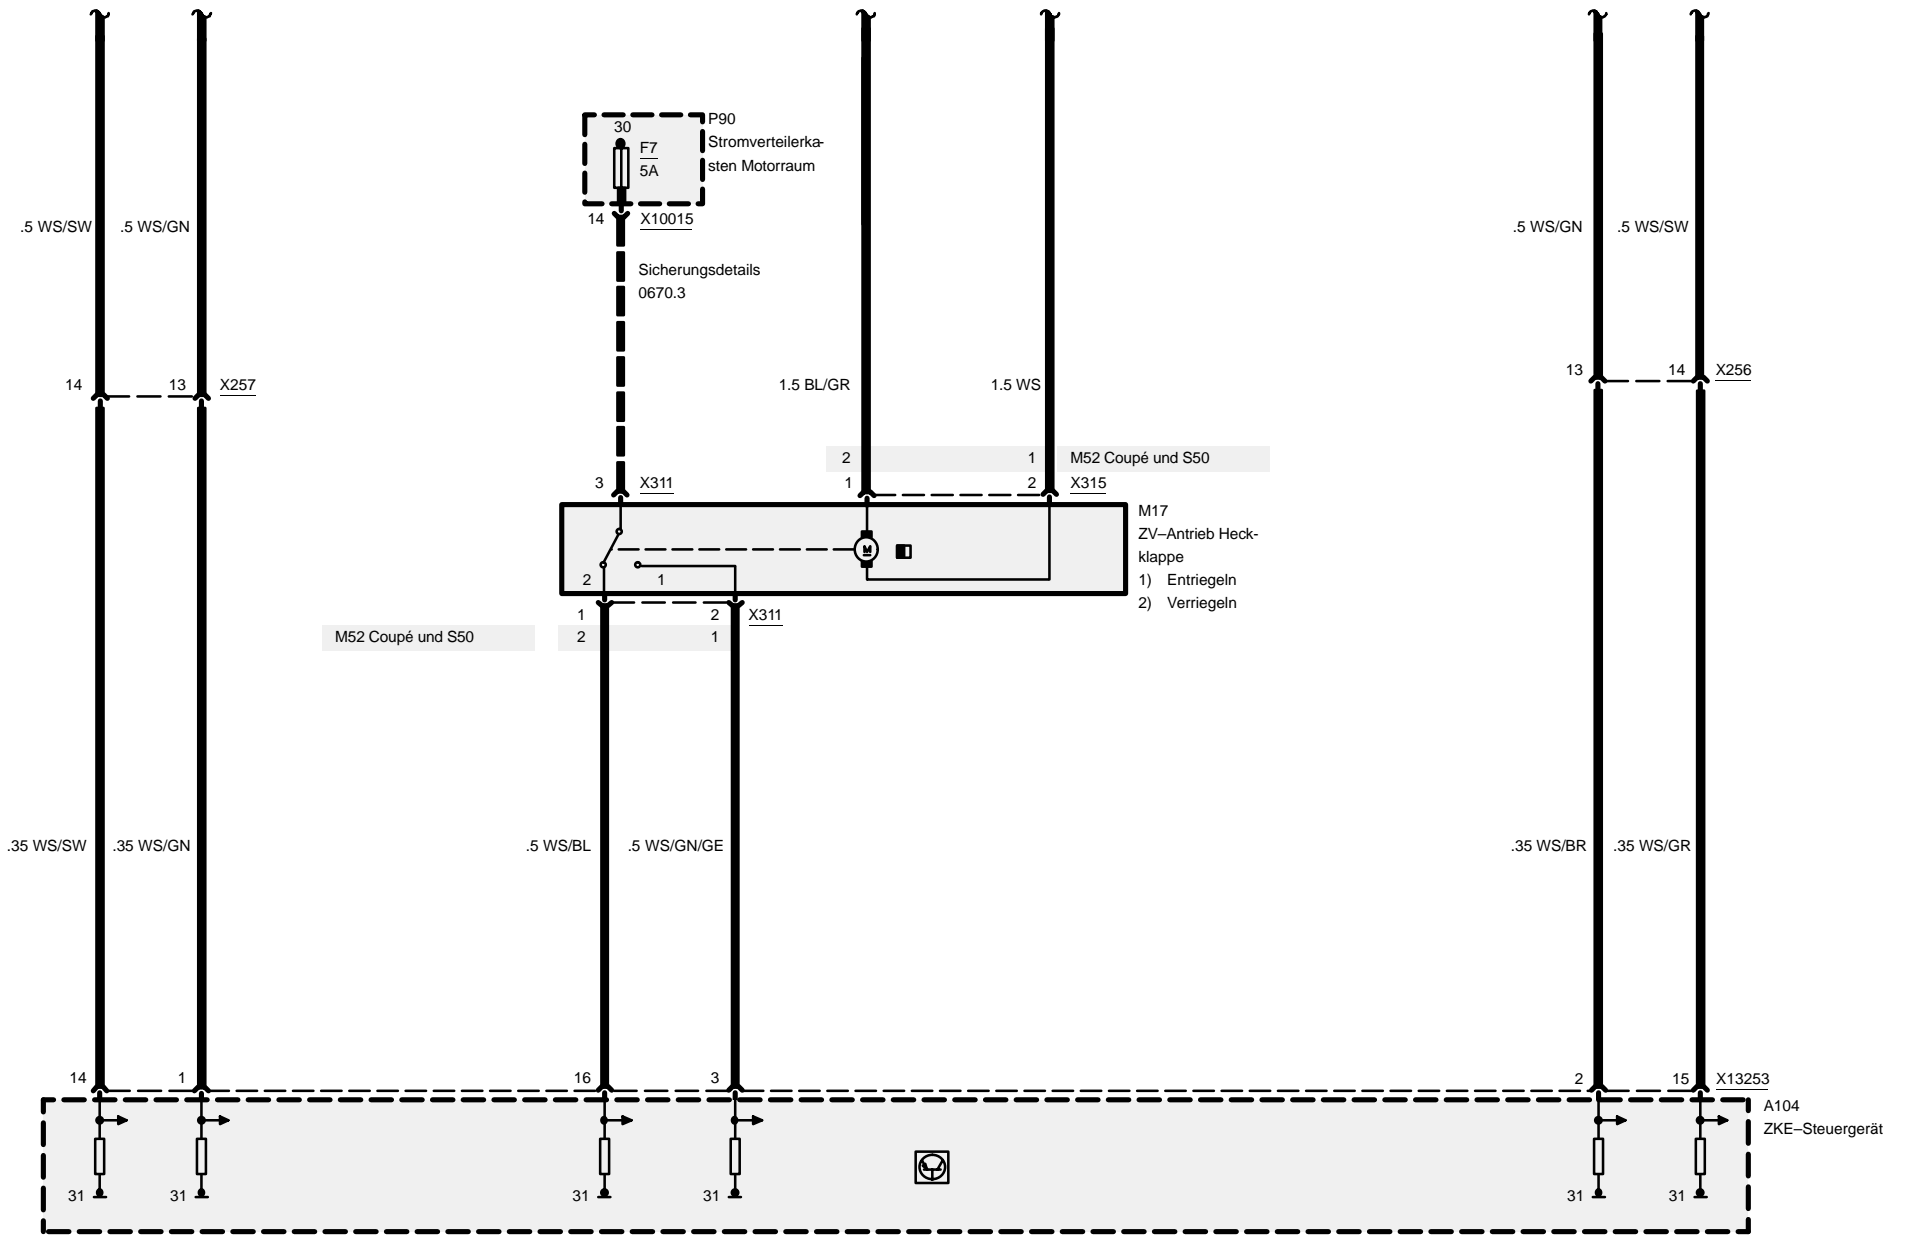 P90
30
Stromverteilerka-
F7
sten Motorraum
5A
14 X10015
.5 WS/SW .5 WS/GN
.5 WS/GN .5 WS/SW
Sicherungsdetails
0670.3
13 14 X256
14 13 X257
1.5 BL/GR 1.5 WS
2 1 M52 Coupé und S50
3 X311
1 2 X315
M17
ZV–Antrieb Heck-
klappe
2 1
1) Entriegeln
2) Verriegeln
1 2 X311
M52 Coupé und S50 2 1
.35 WS/SW .35 WS/GN .5 WS/BL .5 WS/GN/GE .35 WS/BR .35 WS/GR
14 1 16 3 2 15 X13253
A104
ZKE–Steuergerät
31 31 31 31 31 31
M